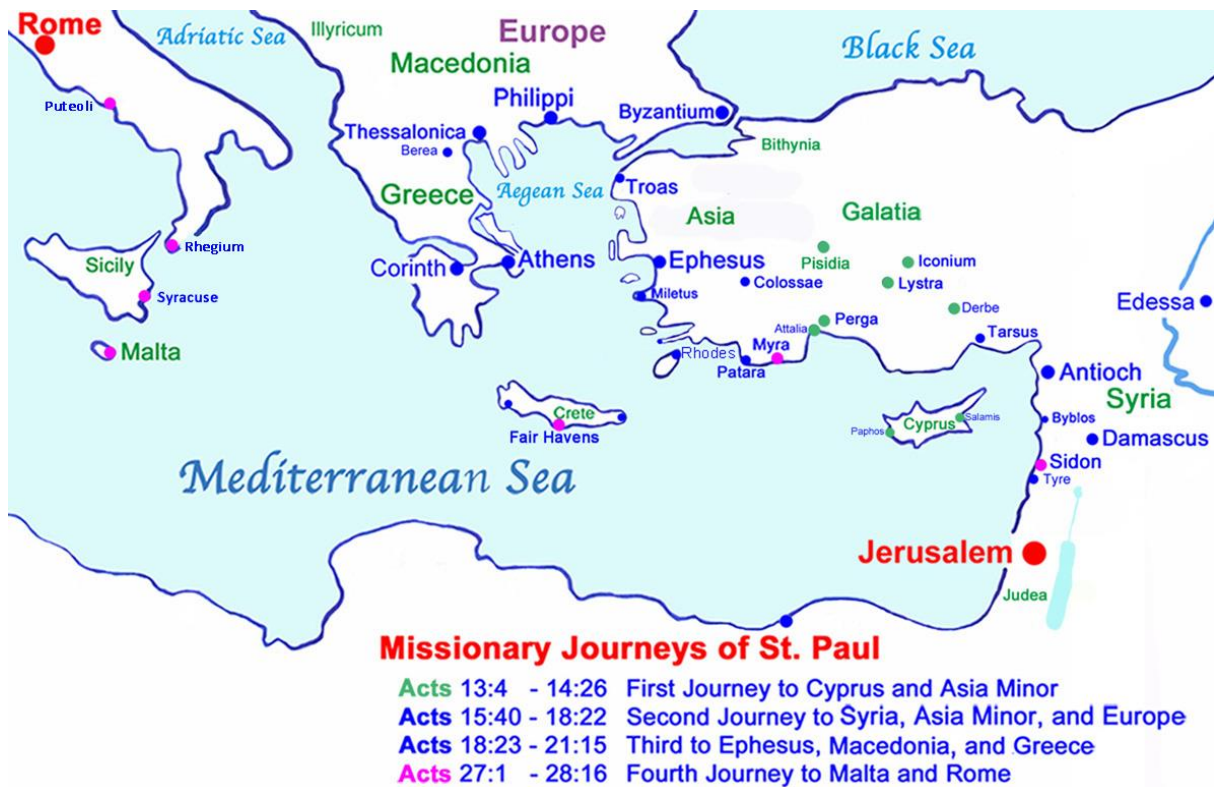 Rome
Adriatic Sea
Illyricum
Europe
Black Sea
Macedonia
Puteoli
Philippi
Byzantium
Thessalonica
Berea
Bithynia
Greece
Aegean Sea
Troas
Asia
Galatia
Rhegium
Sicily
Corinth
Athens
Ephesus
Pisidia
Iconium
Syracuse
Miletus
Colossae
Lystra
Edessa
Derbe
Malta
Attalia
Perga
Tarsus
Rhodes
Myra
Patara
Antioch
Syria
Crete
Fair Havens
Paphos
Cyprus
Salamis
Byblos
Damascus
Mediterranean Sea
Sidon
Tyre
Jerusalem
Judea
Missionary Journeys of St. Paul
Acts 13:4 - 14:26 First Journey to Cyprus and Asia Minor
Acts 15:40 - 18:22 Second Journey to Syria, Asia Minor, and Europe
Acts 18:23 - 21:15 Third to Ephesus, Macedonia, and Greece
Acts 27:1 - 28:16 Fourth Journey to Malta and Rome